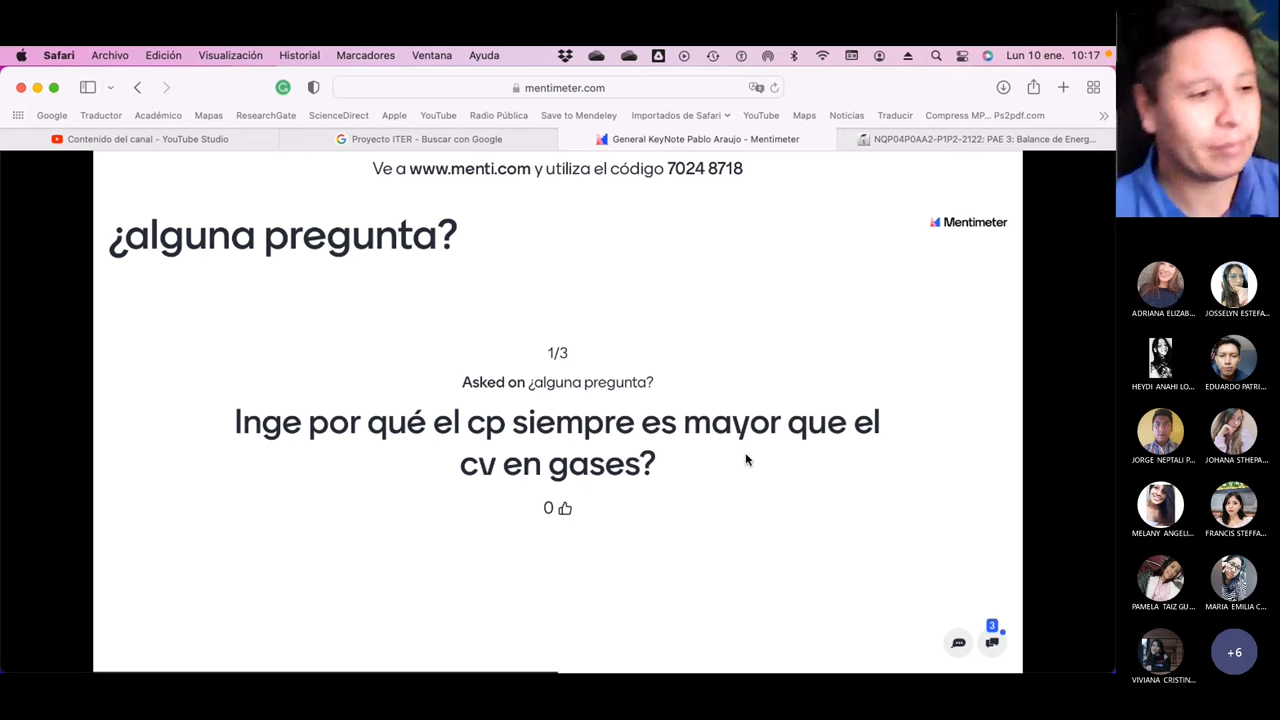 Safari Archivo Edición Visualización Historial Marcadores Ventana Ayuda Lun 10 ene. 10:17
mentimeter.com
Google Traductor Académico Mapas ResearchGate ScienceDirect Apple YouTube Radio Pública Save to Mendeley Importados de Safari YouTube Maps Noticias Traducir Compress MP... Ps2pdf.com
Contenido del canal - YouTube Studio
Proyecto ITER - Buscar con Google
General KeyNote Pablo Araujo - Mentimeter
NQP04P0AA2-P1P2-2122: PAE 3: Balance de Energ...
Ve a www.menti.com y utiliza el código 7024 8718
¿alguna pregunta?
Mentimeter
1/3
Asked on ¿alguna pregunta?
Inge por qué el cp siempre es mayor que el
cv en gases?
0
3
ADRIANA ELIZAB... JOSSELYN ESTEFA...
HEYDI ANAHI LO... EDUARDO PATRI...
JORGE NEPTALI P... JOHANA STHEPA...
MELANY ANGELI... FRANCIS STEFFA...
PAMELA TAIZ GU... MARIA EMILIA C...
VIVIANA CRISTIN... +6